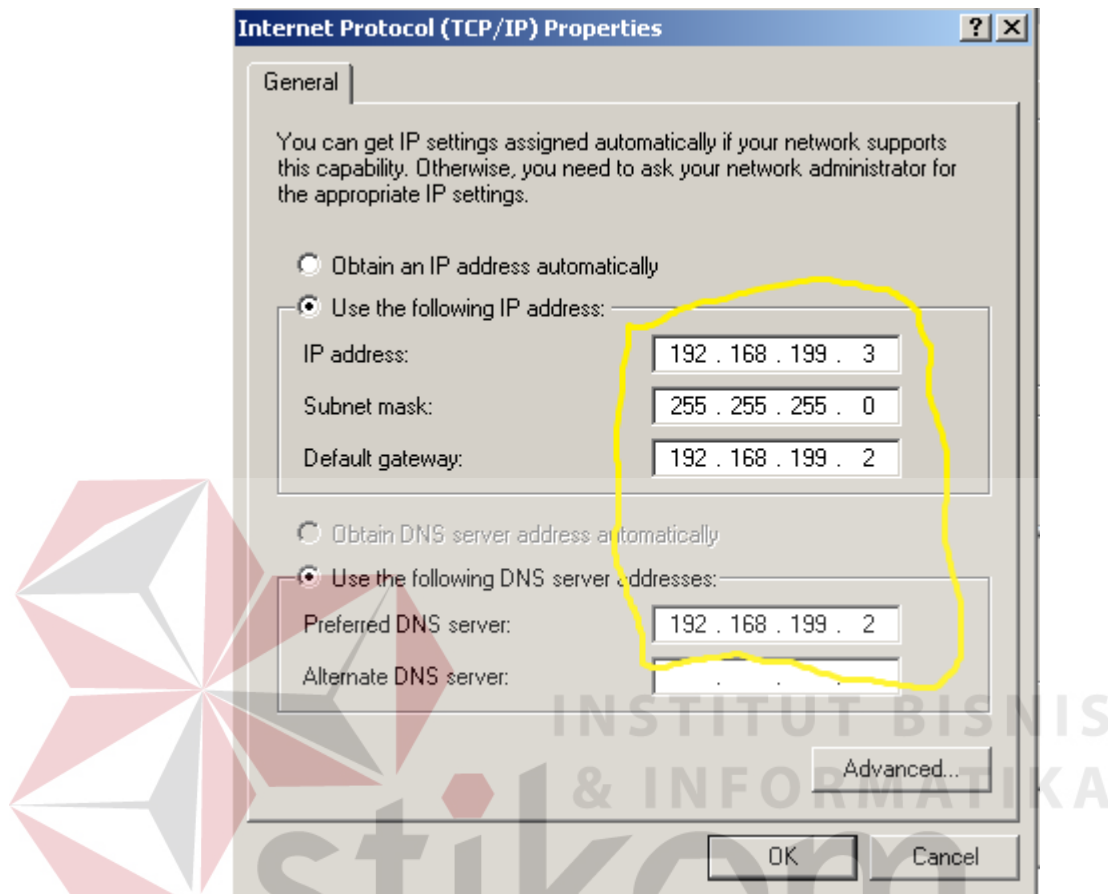 Internet Protocol (TCP/IP) Properties
General
You can get IP settings assigned automatically if your network supports
this capability. Otherwise, you need to ask your network administrator for
the appropriate IP settings.
Obtain an IP address automatically
Use the following IP address:
IP address: 192 . 168 . 199 . 3
Subnet mask: 255 . 255 . 255 . 0
Default gateway: 192 . 168 . 199 . 2
Obtain DNS server address automatically
Use the following DNS server addresses:
Preferred DNS server: 192 . 168 . 199 . 2
Alternate DNS server: . . .
INSTITUT BISNIS
Advanced...
& INFORMATIKA
stikom
OK
Cancel